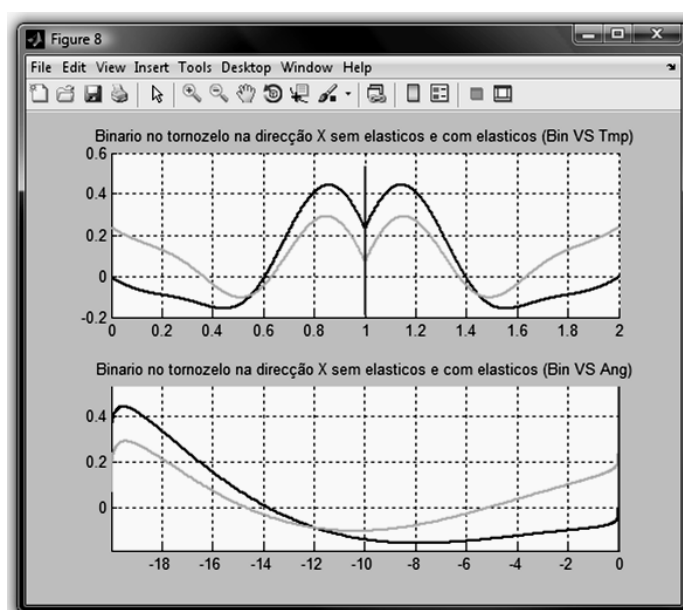 Figure 8
File Edit View Insert Tools Desktop Window Help
Binario no tornozelo na direcção X sem elasticos e com elasticos (Bin VS Tmp)
0.6
0.4
0.2
0
-0.2
0 0.2 0.4 0.6 0.8 1 1.2 1.4 1.6 1.8 2
Binario no tornozelo na direcção X sem elasticos e com elasticos (Bin VS Ang)
0.4
0.2
0
-18 -16 -14 -12 -10 -8 -6 -4 -2 0